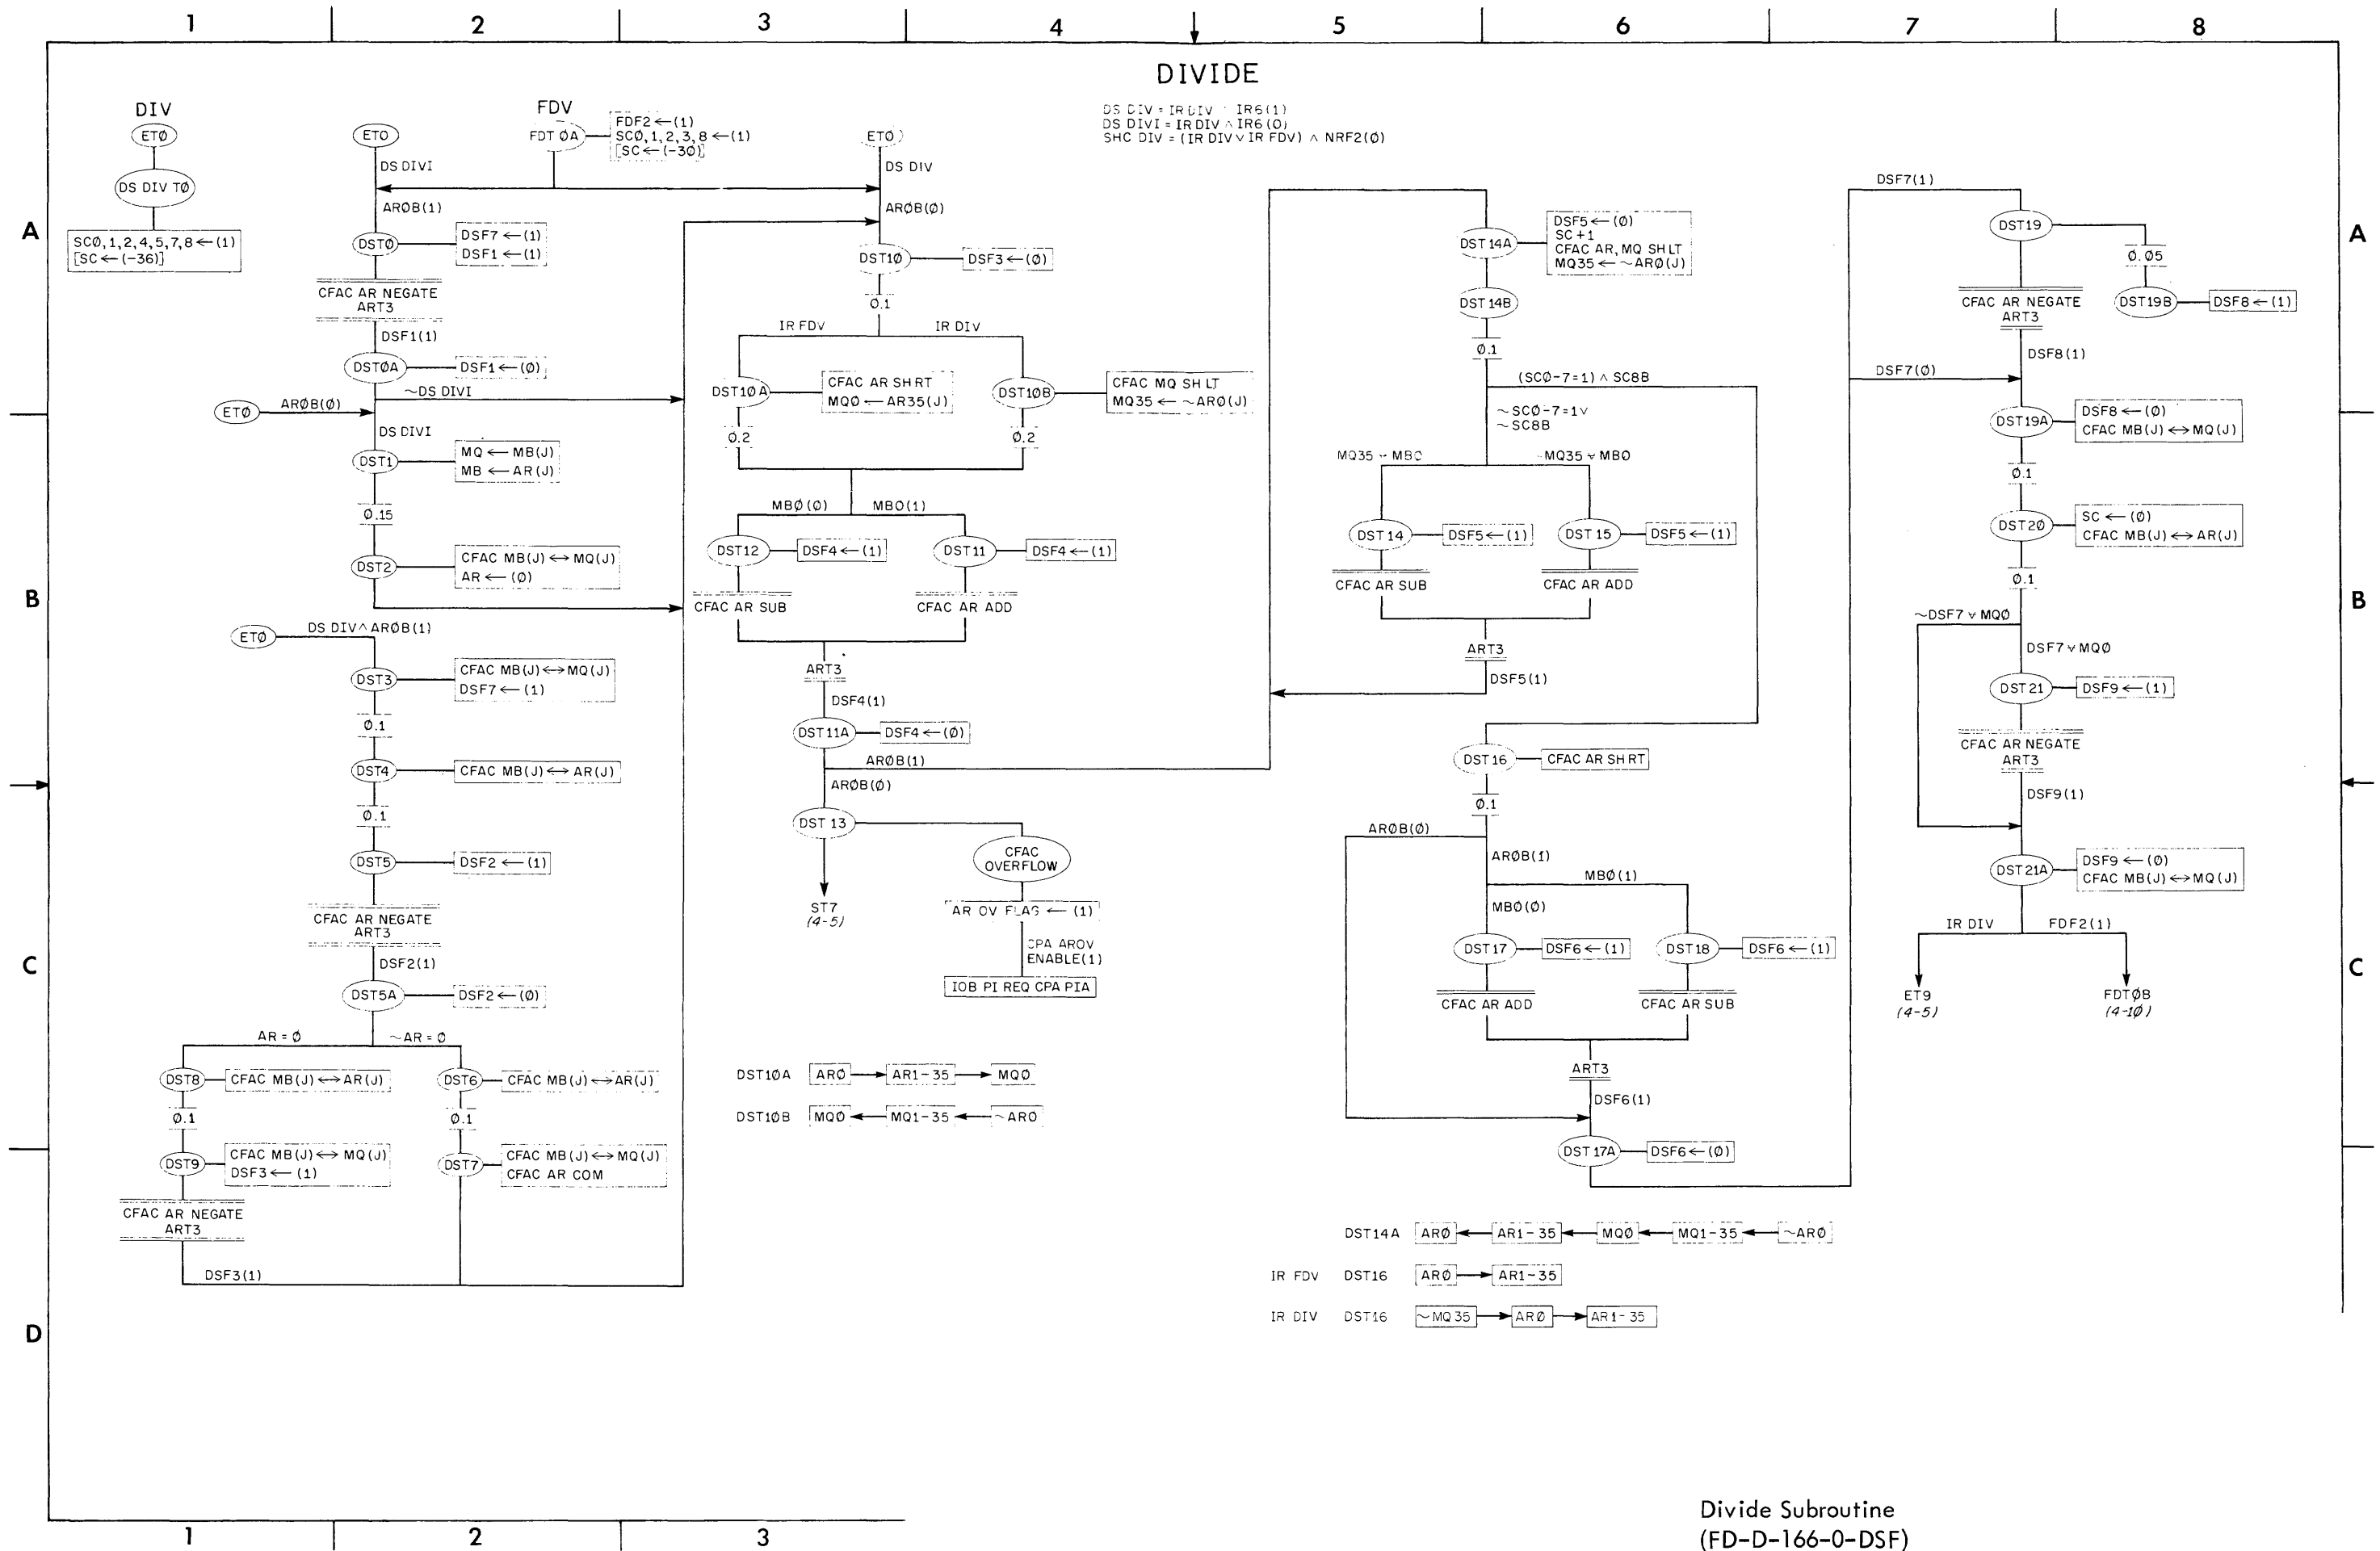 1 2 3 4 5 6 7 8
DIVIDE
DS DIV = IR DIV ∧ IR6(1)
DS DIVI = IR DIV ∧ IR6(0)
SHC DIV = (IR DIV ∨ IR FDV) ∧ NRF2(Ø)
A
B
C
D
DIV
ETØ
DS DIV TØ
SCØ,1,2,4,5,7,8 ← (1)
[SC ← (-36)]
ETO
DS DIVI
FDV
FDT ØA
FDF2 ← (1)
SCØ,1,2,3,8 ← (1)
[SC ← (-3Ø)]
ETØ
DS DIV
ARØB(1)
ARØB(Ø)
DSTØ
DSF7 ← (1)
DSF1 ← (1)
CFAC AR NEGATE
ART3
DSF1(1)
DSTØA
DSF1 ← (Ø)
~DS DIVI
ETØ
ARØB(Ø)
DS DIVI
DST1
MQ ← MB(J)
MB ← AR(J)
Ø.15
DST2
CFAC MB(J) ↔ MQ(J)
AR ← (Ø)
ETØ
DS DIV ∧ ARØB(1)
DST3
CFAC MB(J) ↔ MQ(J)
DSF7 ← (1)
Ø.1
DST4
CFAC MB(J) ↔ AR(J)
Ø.1
DST5
DSF2 ← (1)
CFAC AR NEGATE
ART3
DSF2(1)
DST5A
DSF2 ← (Ø)
AR = Ø
~AR = Ø
DST8
CFAC MB(J) ↔ AR(J)
DST6
CFAC MB(J) ↔ AR(J)
Ø.1
Ø.1
DST9
CFAC MB(J) ↔ MQ(J)
DSF3 ← (1)
DST7
CFAC MB(J) ↔ MQ(J)
CFAC AR COM
CFAC AR NEGATE
ART3
DSF3(1)
DST1Ø
DSF3 ← (Ø)
0.1
IR FDV
IR DIV
DST1Ø A
CFAC AR SH RT
MQØ ← AR35(J)
DST1ØB
CFAC MQ SH LT
MQ35 ← ~ARØ(J)
Ø.2
Ø.2
MBØ(Ø)
MBO(1)
DST12
DSF4 ← (1)
DST11
DSF4 ← (1)
CFAC AR SUB
CFAC AR ADD
ART3
DSF4(1)
DST11A
DSF4 ← (Ø)
ARØB(1)
ARØB(Ø)
DST 13
CFAC
OVERFLOW
ST7
(4-5)
AR OV FLAG ← (1)
CPA AROV
ENABLE(1)
IOB PI REQ CPA PIA
DST1ØA ARØ → AR1-35 → MQØ
DST1ØB MQØ ← MQ1-35 ← ~ARO
DST14A
DSF5 ← (Ø)
SC +1
CFAC AR, MQ SH LT
MQ35 ← ~ARØ(J)
DST 14B
Ø.1
(SCØ-7=1) ∧ SC8B
~SCØ-7=1∨
~SC8B
MQ35 ⊻ MBO
~MQ35 ⊻ MBO
DST 14
DSF5 ← (1)
DST 15
DSF5 ← (1)
CFAC AR SUB
CFAC AR ADD
ART3
DSF5(1)
DST 16
CFAC AR SH RT
Ø.1
ARØB(Ø)
ARØB(1)
MBØ(1)
MBØ(Ø)
DST17
DSF6 ← (1)
DST18
DSF6 ← (1)
CFAC AR ADD
CFAC AR SUB
ART3
DSF6(1)
DST 17A
DSF6 ← (Ø)
DST14A ARØ ← AR1-35 ← MQØ ← MQ1-35 ← ~ARØ
IR FDV DST16 ARØ → AR1-35
IR DIV DST16 ~MQ35 → ARØ → AR1-35
DSF7(1)
DST19
Ø.05
CFAC AR NEGATE
ART3
DST19B
DSF8 ← (1)
DSF8(1)
DSF7(Ø)
DST19A
DSF8 ← (Ø)
CFAC MB(J) ↔ MQ(J)
Ø.1
DST2Ø
SC ← (Ø)
CFAC MB(J) ↔ AR(J)
Ø.1
~DSF7 ⊻ MQØ
DSF7 ⊻ MQØ
DST 21
DSF9 ← (1)
CFAC AR NEGATE
ART3
DSF9(1)
DST21A
DSF9 ← (Ø)
CFAC MB(J) ↔ MQ(J)
IR DIV
FDF2(1)
ET9
(4-5)
FDTØB
(4-1Ø)
A
B
C
1 2 3
Divide Subroutine
(FD-D-166-0-DSF)